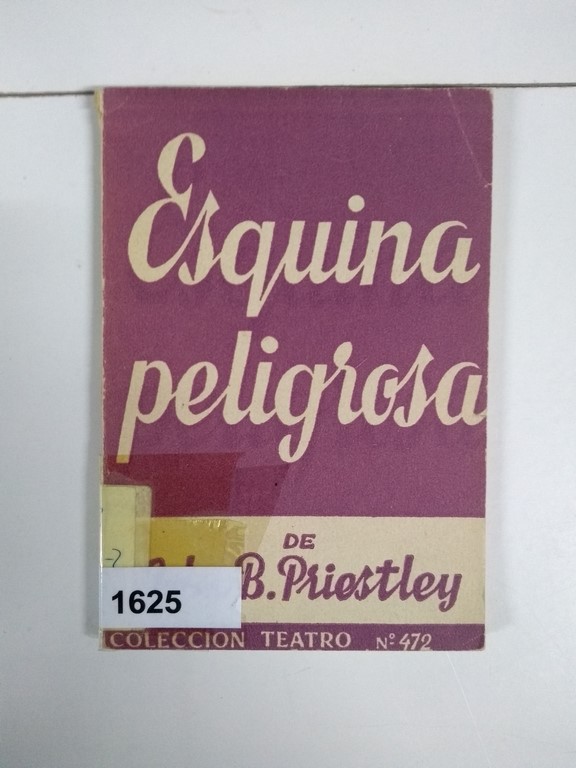 Esquina
peligrosa
DE
B. Priestley
1625
COLECCION TEATRO Nº 472